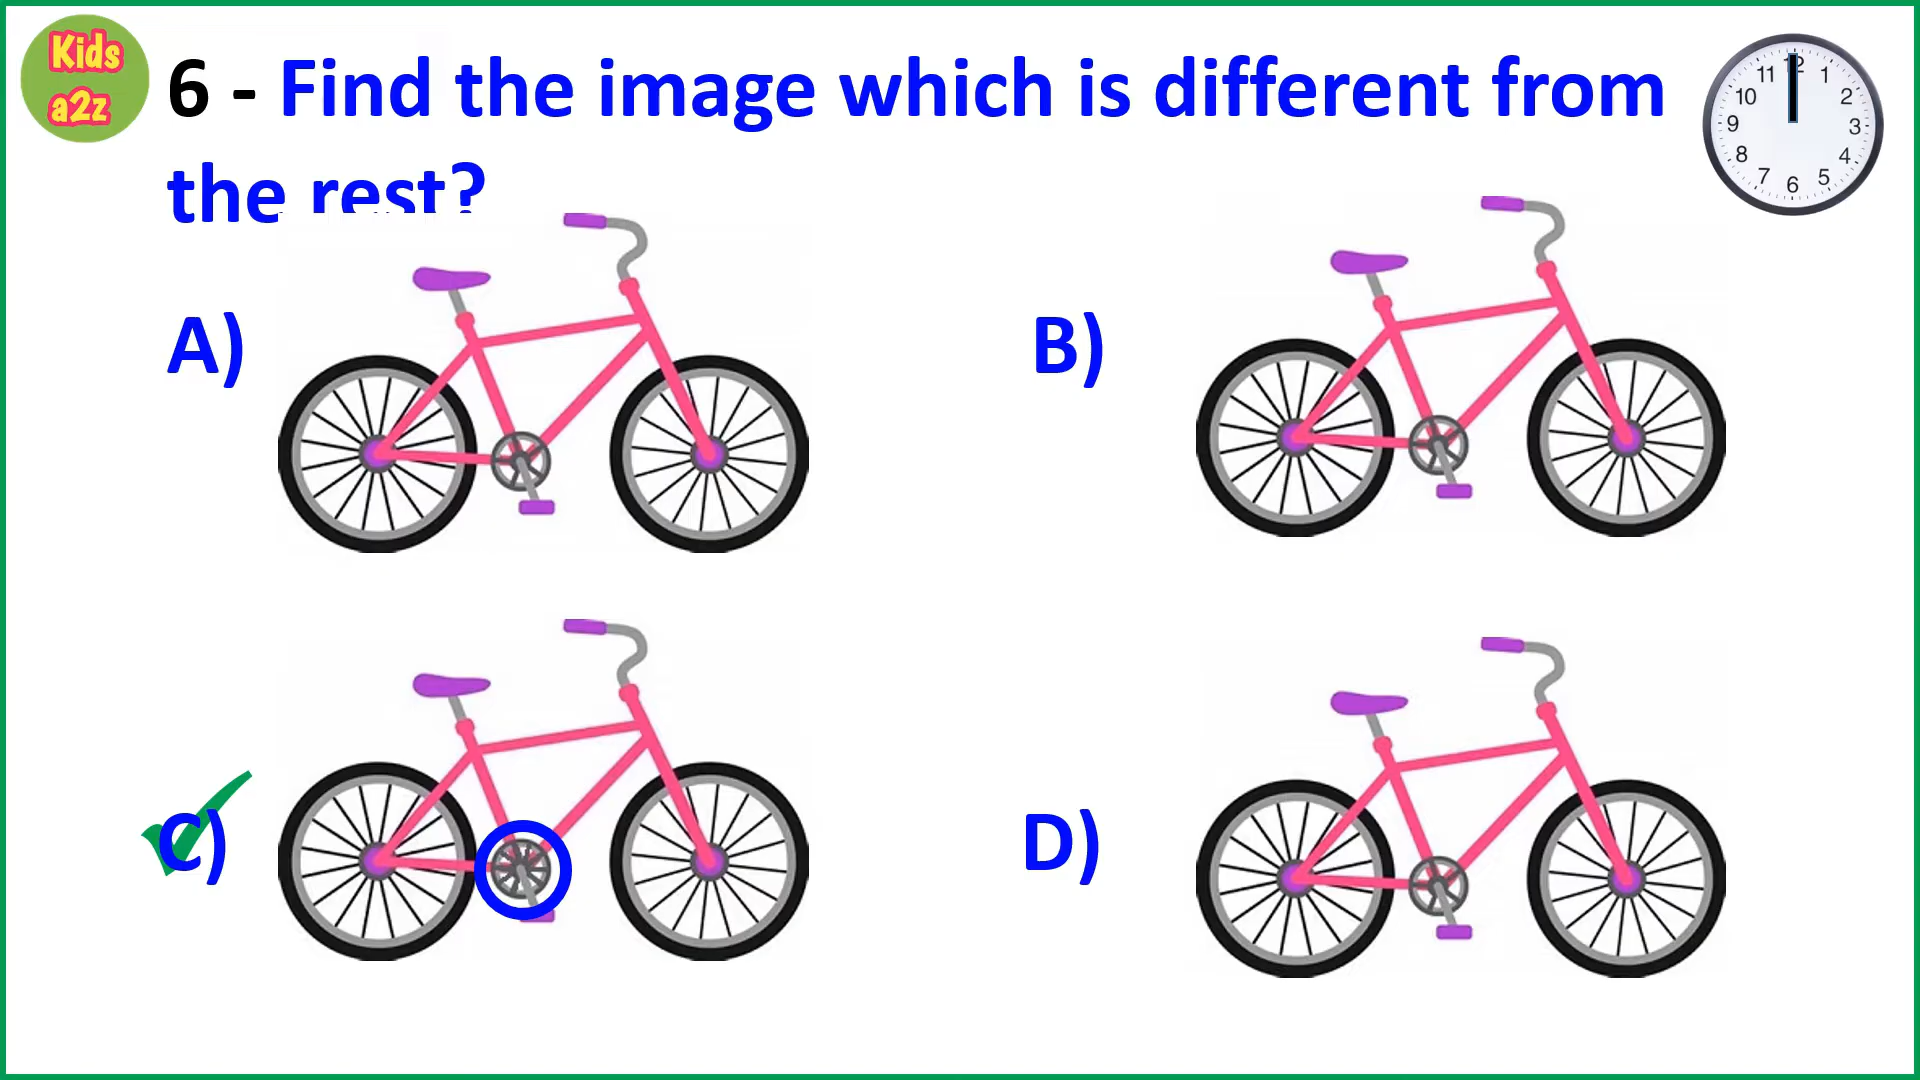 Kids
a2z
6 - Find the image which is different from
the rest?
11 12 1
10 2
9 3
8 4
7 6 5
A)
B)
C)
D)